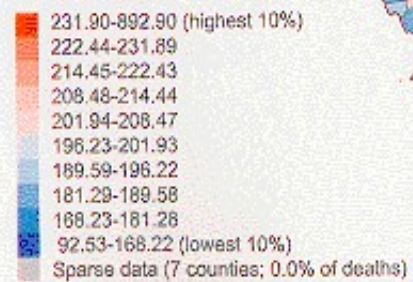 231.90-892.90 (highest 10%)
222.44-231.89
214.45-222.43
208.48-214.44
201.94-208.47
196.23-201.93
189.59-196.22
181.29-189.58
168.23-181.28
92.53-168.22 (lowest 10%)
Sparse data (7 counties; 0.0% of deaths)